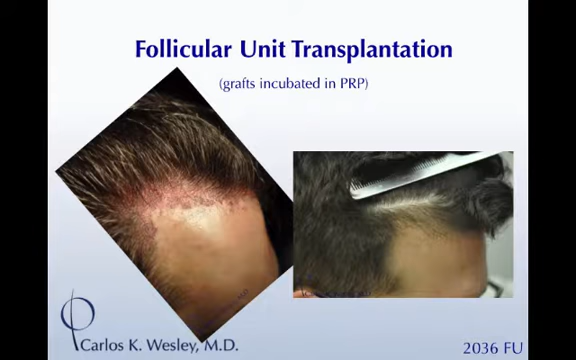 Follicular Unit Transplantation
(grafts incubated in PRP)
Carlos K. Wesley, M.D.
2036 FU